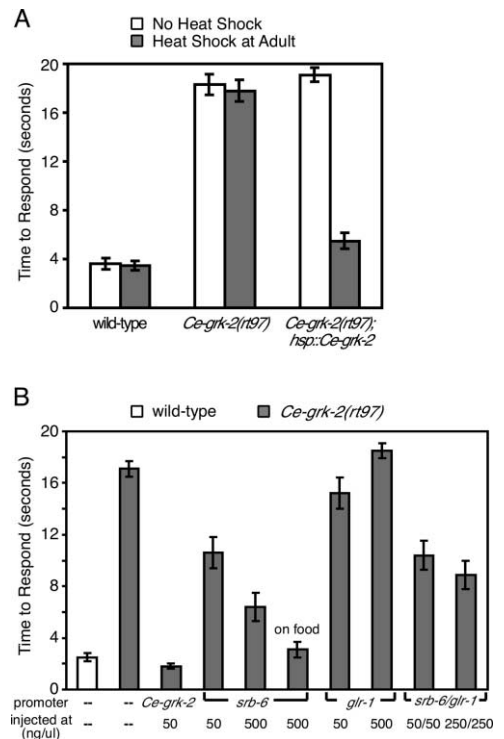 A
No Heat Shock
Heat Shock at Adult
Time to Respond (seconds)
20
16
12
8
4
0
wild-type
Ce-grk-2(rt97)
Ce-grk-2(rt97);
hsp::Ce-grk-2
B
wild-type
Ce-grk-2(rt97)
Time to Respond (seconds)
20
16
12
8
4
0
on food
promoter -- -- Ce-grk-2 srb-6 glr-1 srb-6/glr-1
injected at -- -- 50 50 500 500 50 500 50/50 250/250
(ng/ul)